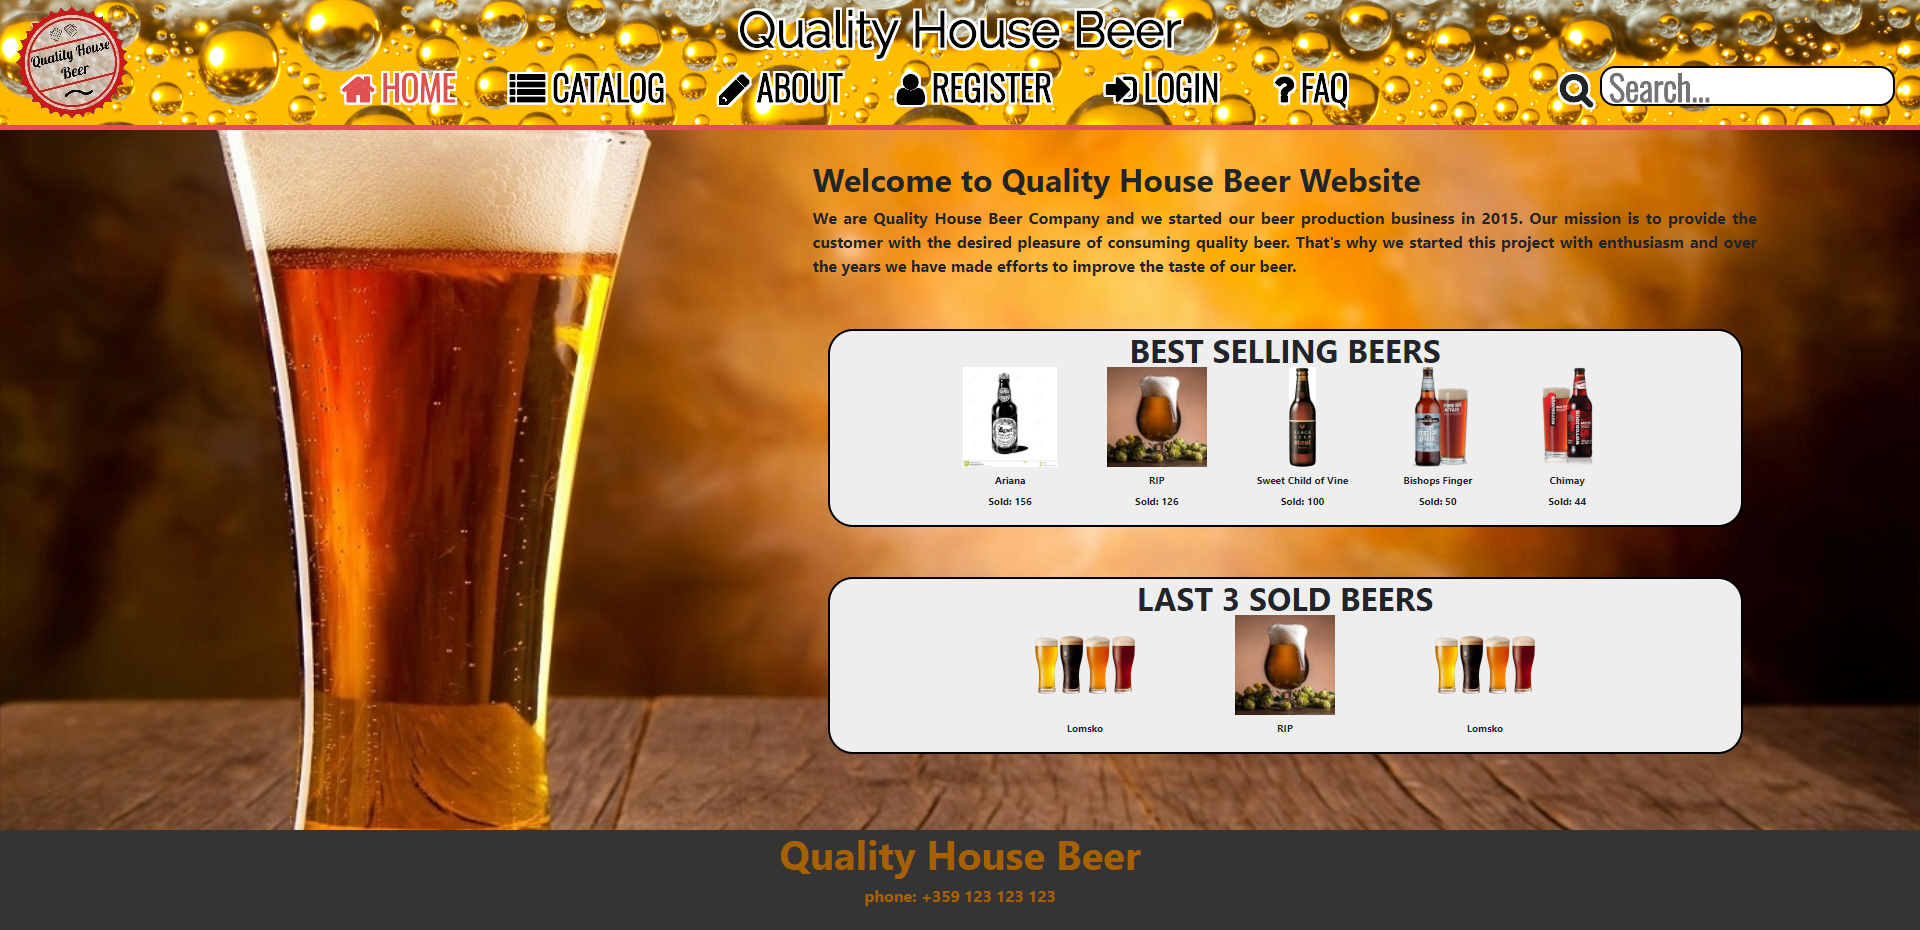 Quality House Beer
Quality House
Beer
HOME CATALOG ABOUT REGISTER LOGIN ? FAQ
Search...
Welcome to Quality House Beer Website
We are Quality House Beer Company and we started our beer production business in 2015. Our mission is to provide the
customer with the desired pleasure of consuming quality beer. That's why we started this project with enthusiasm and over
the years we have made efforts to improve the taste of our beer.
BEST SELLING BEERS
Ariana RIP Sweet Child of Vine Bishops Finger Chimay
Sold: 156 Sold: 126 Sold: 100 Sold: 50 Sold: 44
LAST 3 SOLD BEERS
Lomsko RIP Lomsko
Quality House Beer
phone: +359 123 123 123